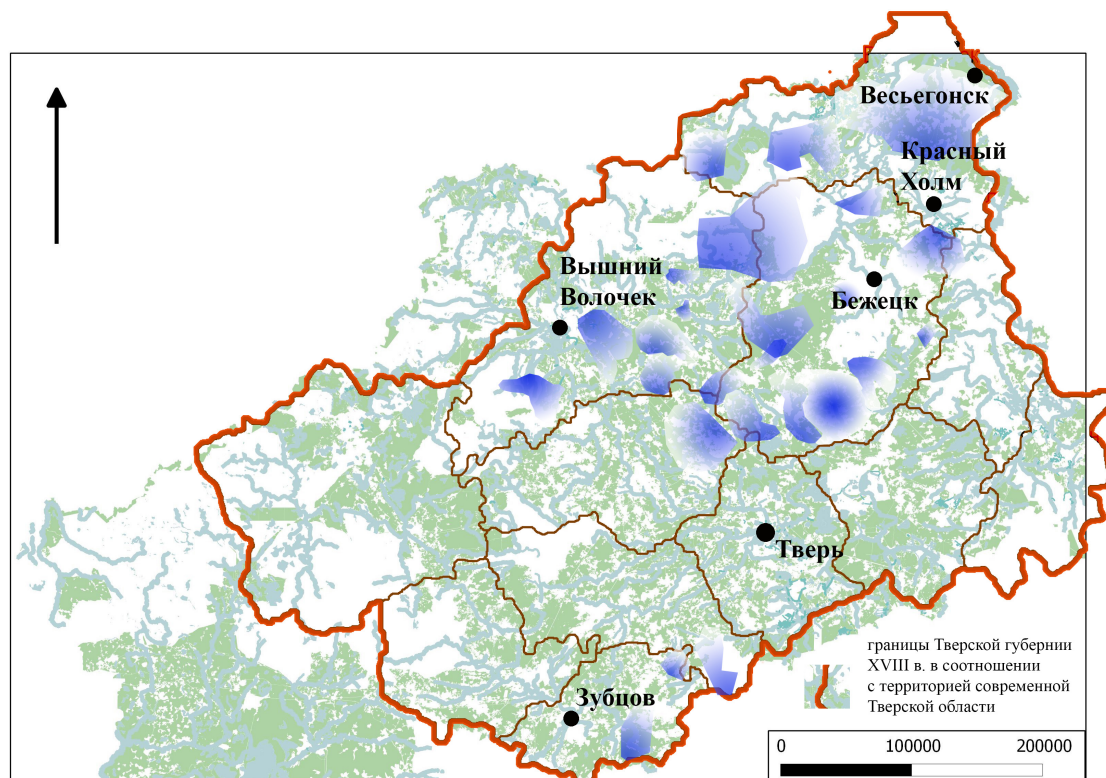 Весьегонск
Красный
Холм
Вышний
Волочек
Бежецк
Тверь
границы Тверской губернии
XVIII в. в соотношении
с территорией современной
Тверской области
Зубцов
0 100000 200000